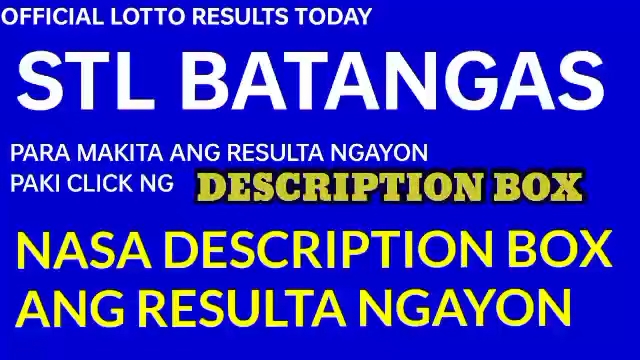 OFFICIAL LOTTO RESULTS TODAY
STL BATANGAS
PARA MAKITA ANG RESULTA NGAYON
PAKI CLICK NG DESCRIPTION BOX
NASA DESCRIPTION BOX
ANG RESULTA NGAYON